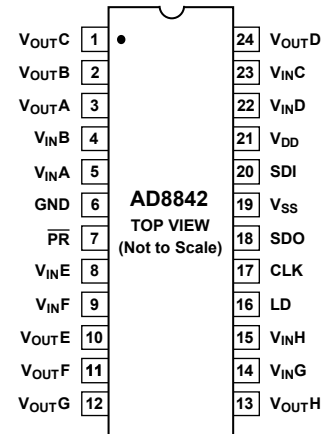 VOUTC 1 24 VOUTD
VOUTB 2 23 VINC
VOUTA 3 22 VIND
VINB 4 21 VDD
VINA 5 20 SDI
GND 6 AD8842 19 VSS
TOP VIEW
PR 7 (Not to Scale) 18 SDO
VINE 8 17 CLK
VINF 9 16 LD
VOUTE 10 15 VINH
VOUTF 11 14 VING
VOUTG 12 13 VOUTH